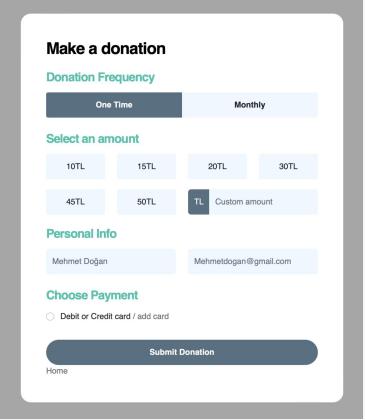 Make a donation
Donation Frequency
One Time Monthly
Select an amount
10TL 15TL 20TL 30TL
45TL 50TL TL Custom amount
Personal Info
Mehmet Doğan Mehmetdogan@gmail.com
Choose Payment
Debit or Credit card / add card
Submit Donation
Home